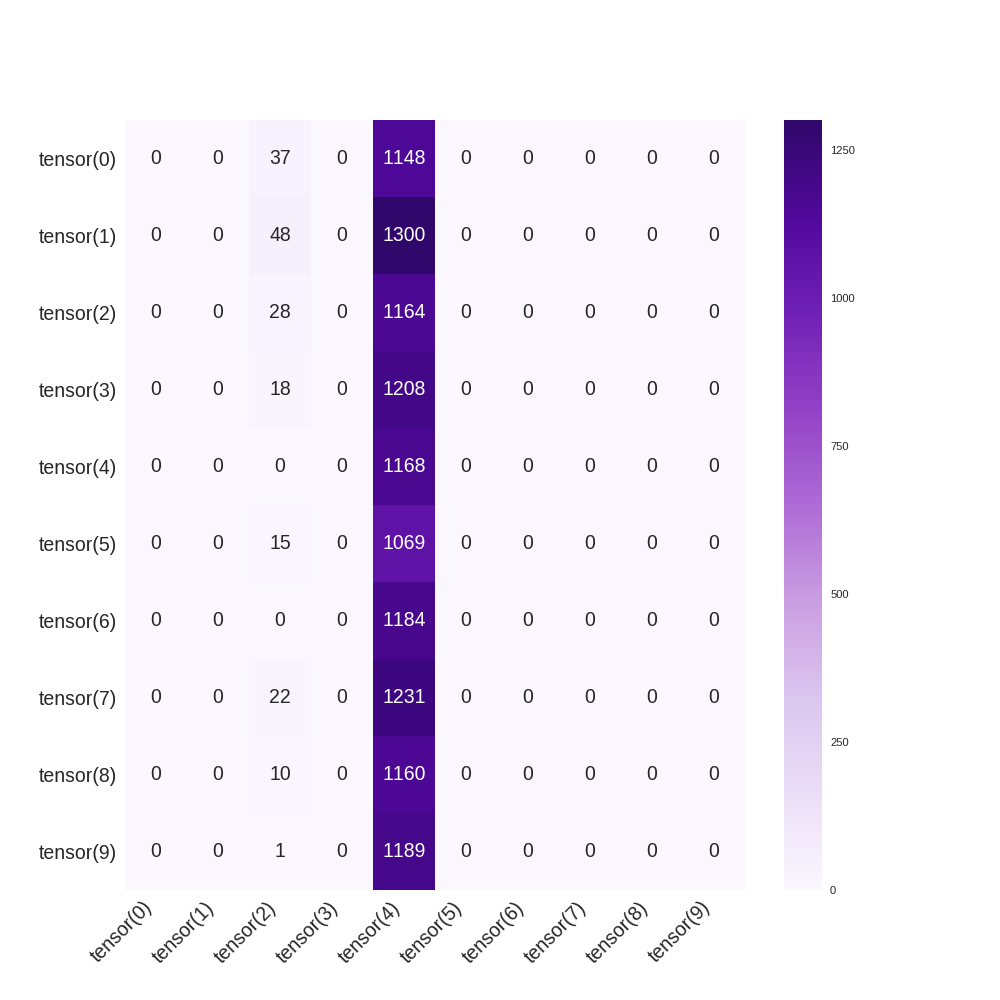 tensor(0) 0 0 37 0 1148 0 0 0 0 0
tensor(1) 0 0 48 0 1300 0 0 0 0 0
tensor(2) 0 0 28 0 1164 0 0 0 0 0
tensor(3) 0 0 18 0 1208 0 0 0 0 0
tensor(4) 0 0 0 0 1168 0 0 0 0 0
tensor(5) 0 0 15 0 1069 0 0 0 0 0
tensor(6) 0 0 0 0 1184 0 0 0 0 0
tensor(7) 0 0 22 0 1231 0 0 0 0 0
tensor(8) 0 0 10 0 1160 0 0 0 0 0
tensor(9) 0 0 1 0 1189 0 0 0 0 0
tensor(0) tensor(1) tensor(2) tensor(3) tensor(4) tensor(5) tensor(6) tensor(7) tensor(8) tensor(9)
1250
1000
750
500
250
0